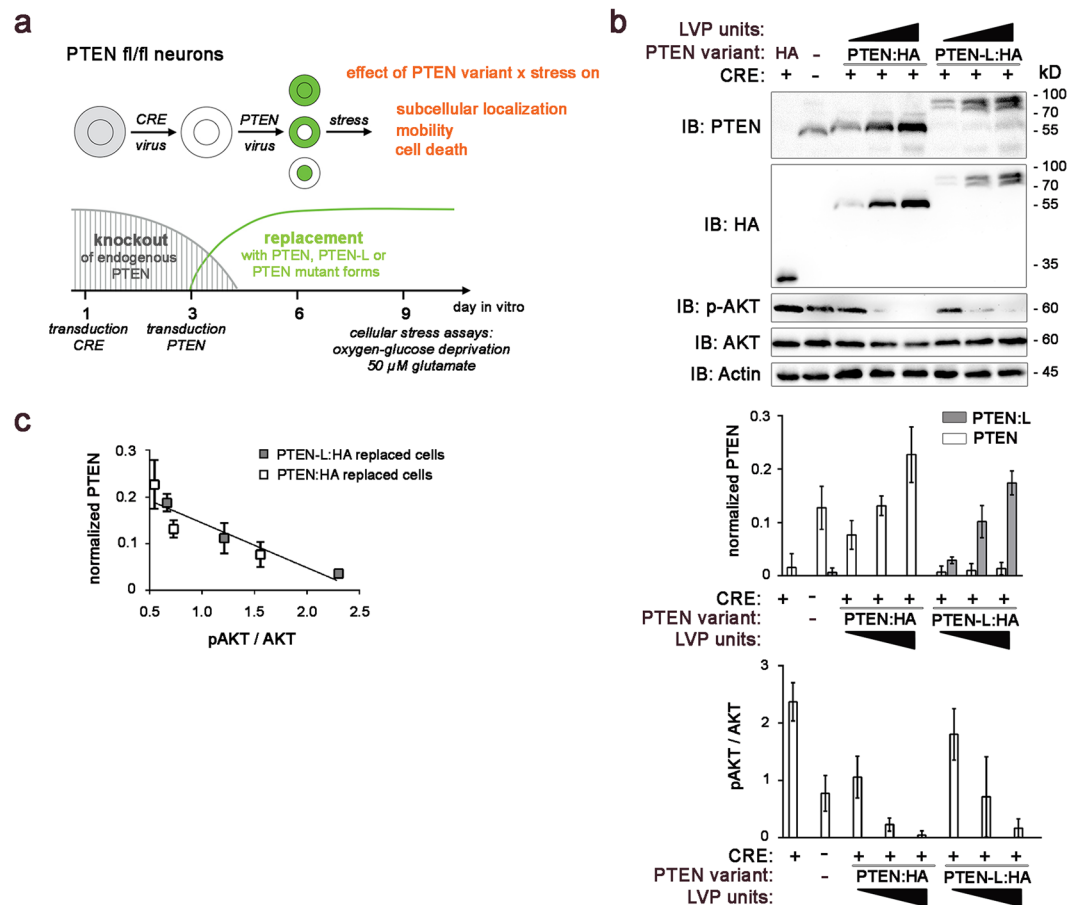 a
PTEN fl/fl neurons
effect of PTEN variant x stress on
CRE
virus
PTEN
virus
stress
subcellular localization
mobility
cell death
knockout
of endogenous
PTEN
replacement
with PTEN, PTEN-L or
PTEN mutant forms
1 3 6 9 day in vitro
transduction
CRE
transduction
PTEN
cellular stress assays:
oxygen-glucose deprivation
50 µM glutamate
b
LVP units:
PTEN variant: HA - PTEN:HA PTEN-L:HA
CRE: + - + + + + + + kD
IB: PTEN
- 100
- 70
- 55
IB: HA
- 100
- 70
- 55
- 35
IB: p-AKT - 60
IB: AKT - 60
IB: Actin - 45
normalized PTEN
0.3
0.2
0.1
0
PTEN:L
PTEN
CRE: + - + + + + + +
PTEN variant: - PTEN:HA PTEN-L:HA
LVP units:
pAKT / AKT
3
2
1
0
CRE: + - + + + + + +
PTEN variant: - PTEN:HA PTEN-L:HA
LVP units:
c
normalized PTEN
0.3
0.2
0.1
0
PTEN-L:HA replaced cells
PTEN:HA replaced cells
0.5 1.0 1.5 2.0 2.5
pAKT / AKT